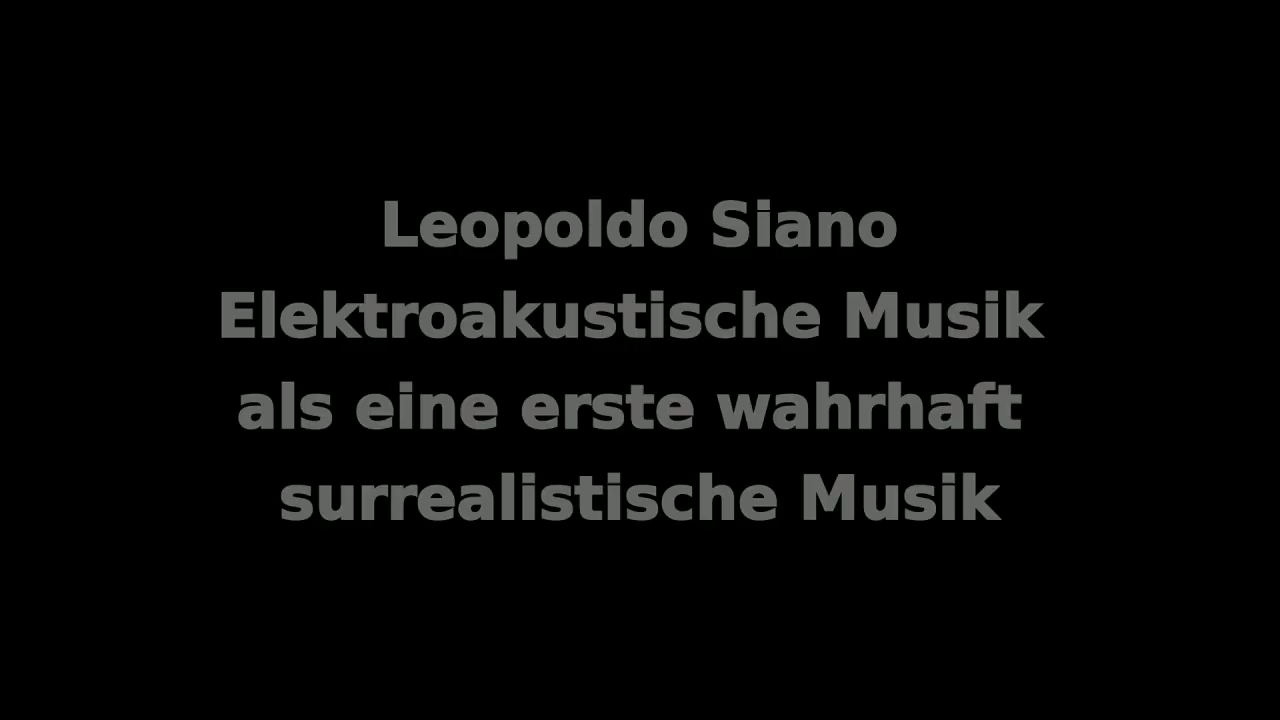 Leopoldo Siano
Elektroakustische Musik
als eine erste wahrhaft
surrealistische Musik